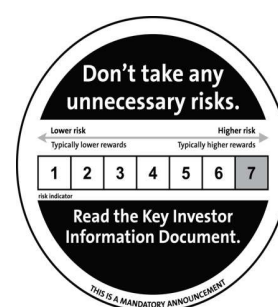 Don't take any
unnecessary risks.
Lower risk Higher risk
Typically lower rewards Typically higher rewards
1 2 3 4 5 6 7
risk indicator
Read the Key Investor
Information Document.
THIS IS A MANDATORY ANNOUNCEMENT